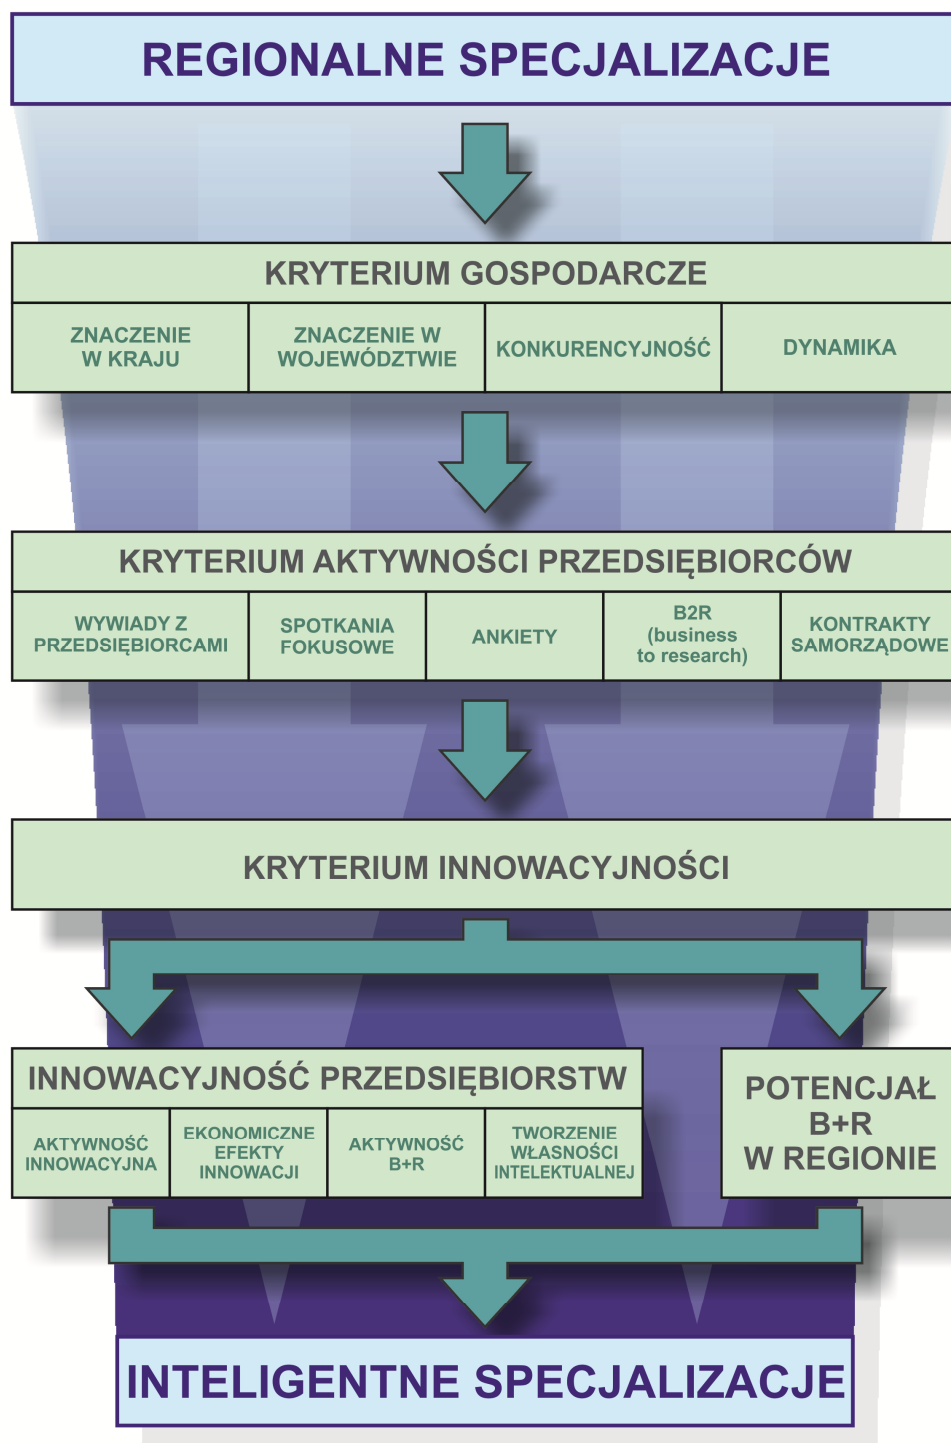 REGIONALNE SPECJALIZACJE
KRYTERIUM GOSPODARCZE
ZNACZENIE
W KRAJU
ZNACZENIE W
WOJEWÓDZTWIE
KONKURENCYJNOŚĆ
DYNAMIKA
KRYTERIUM AKTYWNOŚCI PRZEDSIĘBIORCÓW
WYWIADY Z
PRZEDSIĘBIORCAMI
SPOTKANIA
FOKUSOWE
ANKIETY
B2R
(business
to research)
KONTRAKTY
SAMORZĄDOWE
KRYTERIUM INNOWACYJNOŚCI
INNOWACYJNOŚĆ PRZEDSIĘBIORSTW
AKTYWNOŚĆ
INNOWACYJNA
EKONOMICZNE
EFEKTY
INNOWACJI
AKTYWNOŚĆ
B+R
TWORZENIE
WŁASNOŚCI
INTELEKTUALNEJ
POTENCJAŁ
B+R
W REGIONIE
INTELIGENTNE SPECJALIZACJE